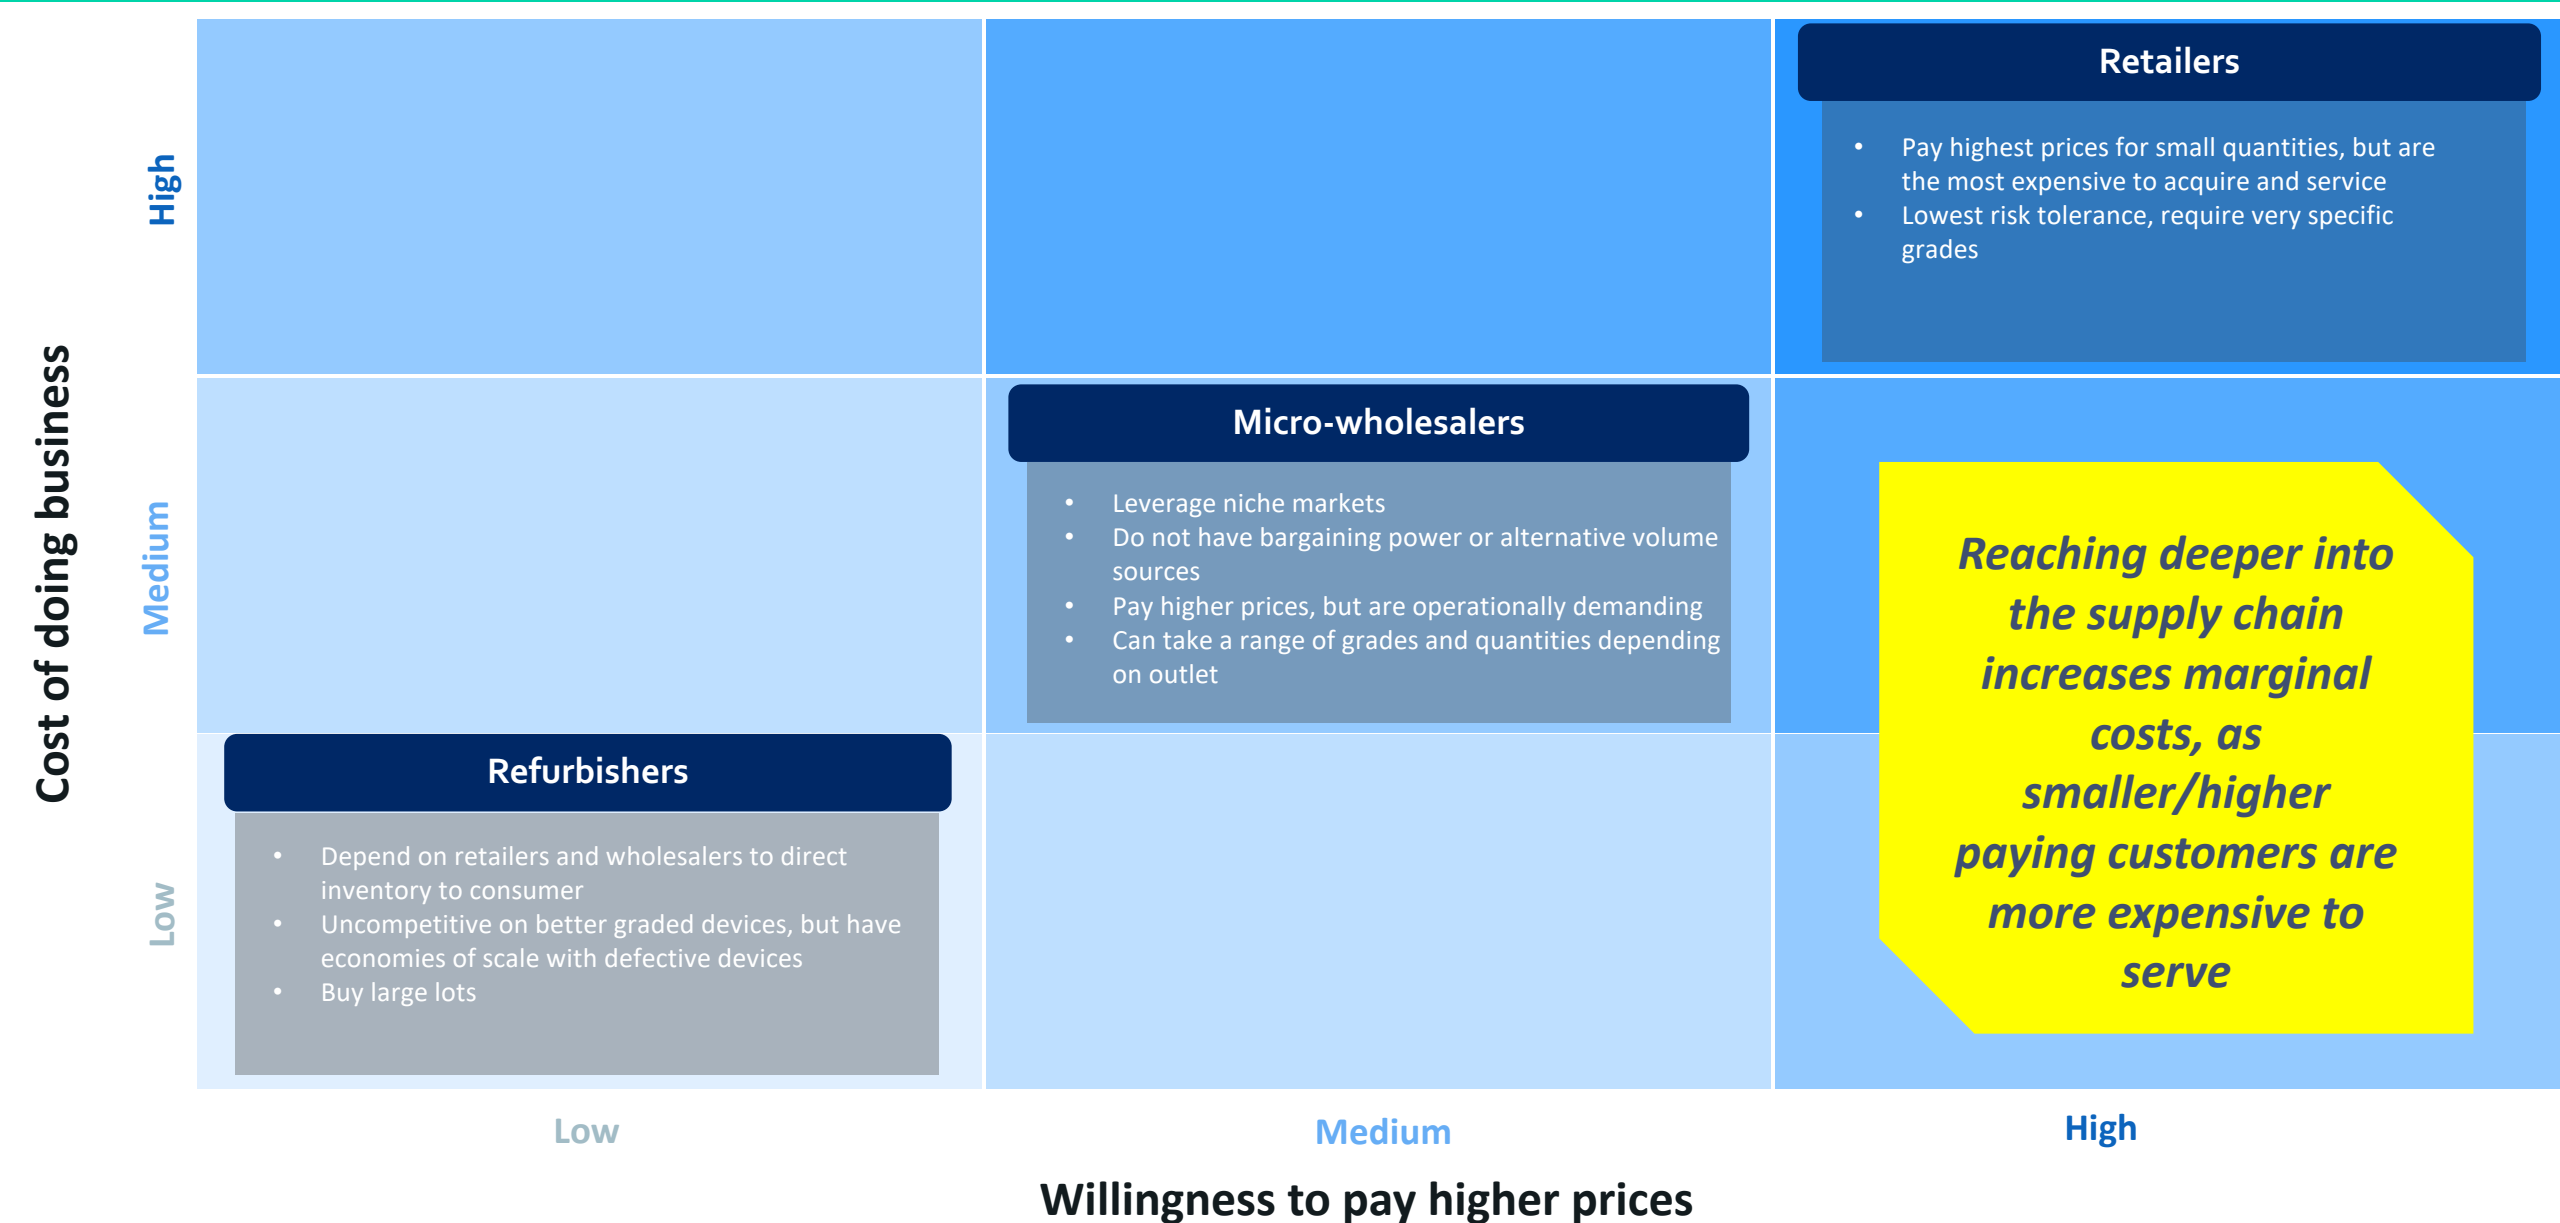 Retailers
• Pay highest prices for small quantities, but are
the most expensive to acquire and service
• Lowest risk tolerance, require very specific
grades
High
Cost of doing business
Medium
Micro-wholesalers
• Leverage niche markets
• Do not have bargaining power or alternative volume
sources
• Pay higher prices, but are operationally demanding
• Can take a range of grades and quantities depending
on outlet
Reaching deeper into
the supply chain
increases marginal
costs, as
smaller/higher
paying customers are
more expensive to
serve
Low
Refurbishers
• Depend on retailers and wholesalers to direct
inventory to consumer
• Uncompetitive on better graded devices, but have
economies of scale with defective devices
• Buy large lots
Low
Medium
High
Willingness to pay higher prices